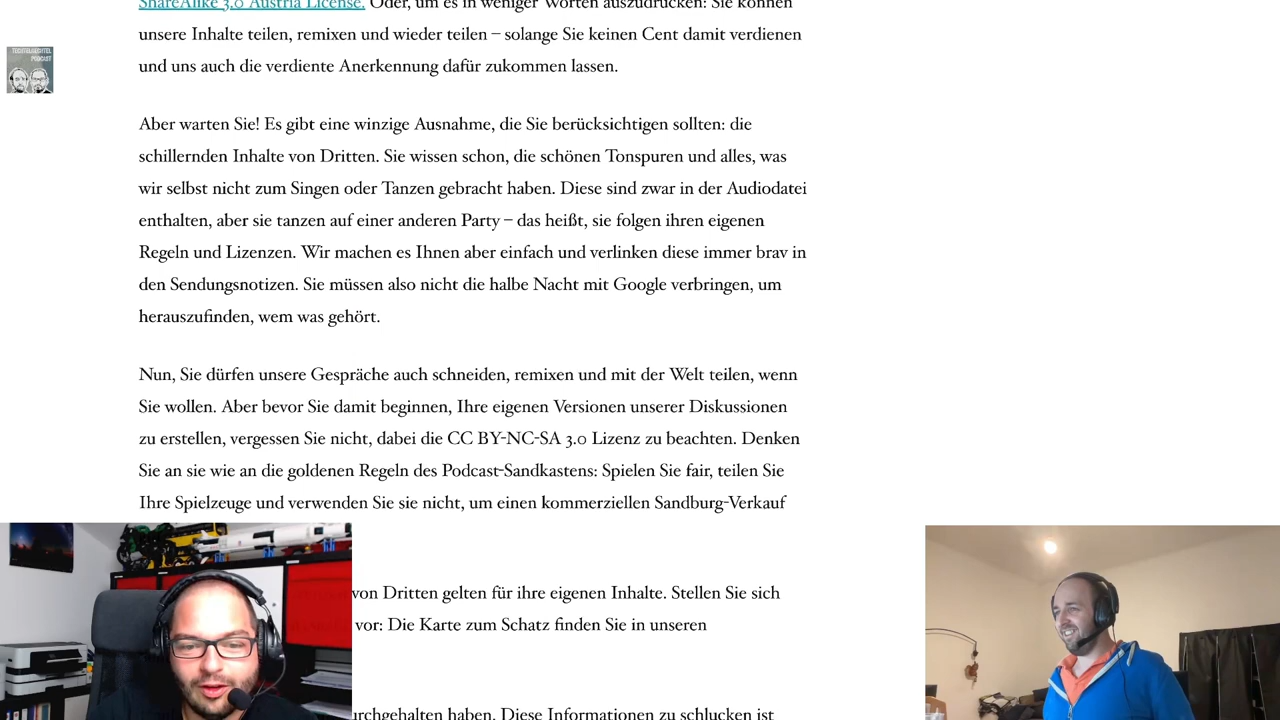 ShareAlike 3.0 Austria License. Oder, um es in weniger Worten auszudrücken: Sie können
unsere Inhalte teilen, remixen und wieder teilen – solange Sie keinen Cent damit verdienen
und uns auch die verdiente Anerkennung dafür zukommen lassen.
TECHTELMECHTEL
PODCAST
Aber warten Sie! Es gibt eine winzige Ausnahme, die Sie berücksichtigen sollten: die
schillernden Inhalte von Dritten. Sie wissen schon, die schönen Tonspuren und alles, was
wir selbst nicht zum Singen oder Tanzen gebracht haben. Diese sind zwar in der Audiodatei
enthalten, aber sie tanzen auf einer anderen Party – das heißt, sie folgen ihren eigenen
Regeln und Lizenzen. Wir machen es Ihnen aber einfach und verlinken diese immer brav in
den Sendungsnotizen. Sie müssen also nicht die halbe Nacht mit Google verbringen, um
herauszufinden, wem was gehört.
Nun, Sie dürfen unsere Gespräche auch schneiden, remixen und mit der Welt teilen, wenn
Sie wollen. Aber bevor Sie damit beginnen, Ihre eigenen Versionen unserer Diskussionen
zu erstellen, vergessen Sie nicht, dabei die CC BY-NC-SA 3.0 Lizenz zu beachten. Denken
Sie an sie wie an die goldenen Regeln des Podcast-Sandkastens: Spielen Sie fair, teilen Sie
Ihre Spielzeuge und verwenden Sie sie nicht, um einen kommerziellen Sandburg-Verkauf
von Dritten gelten für ihre eigenen Inhalte. Stellen Sie sich
vor: Die Karte zum Schatz finden Sie in unseren
urchgehalten haben. Diese Informationen zu schlucken ist